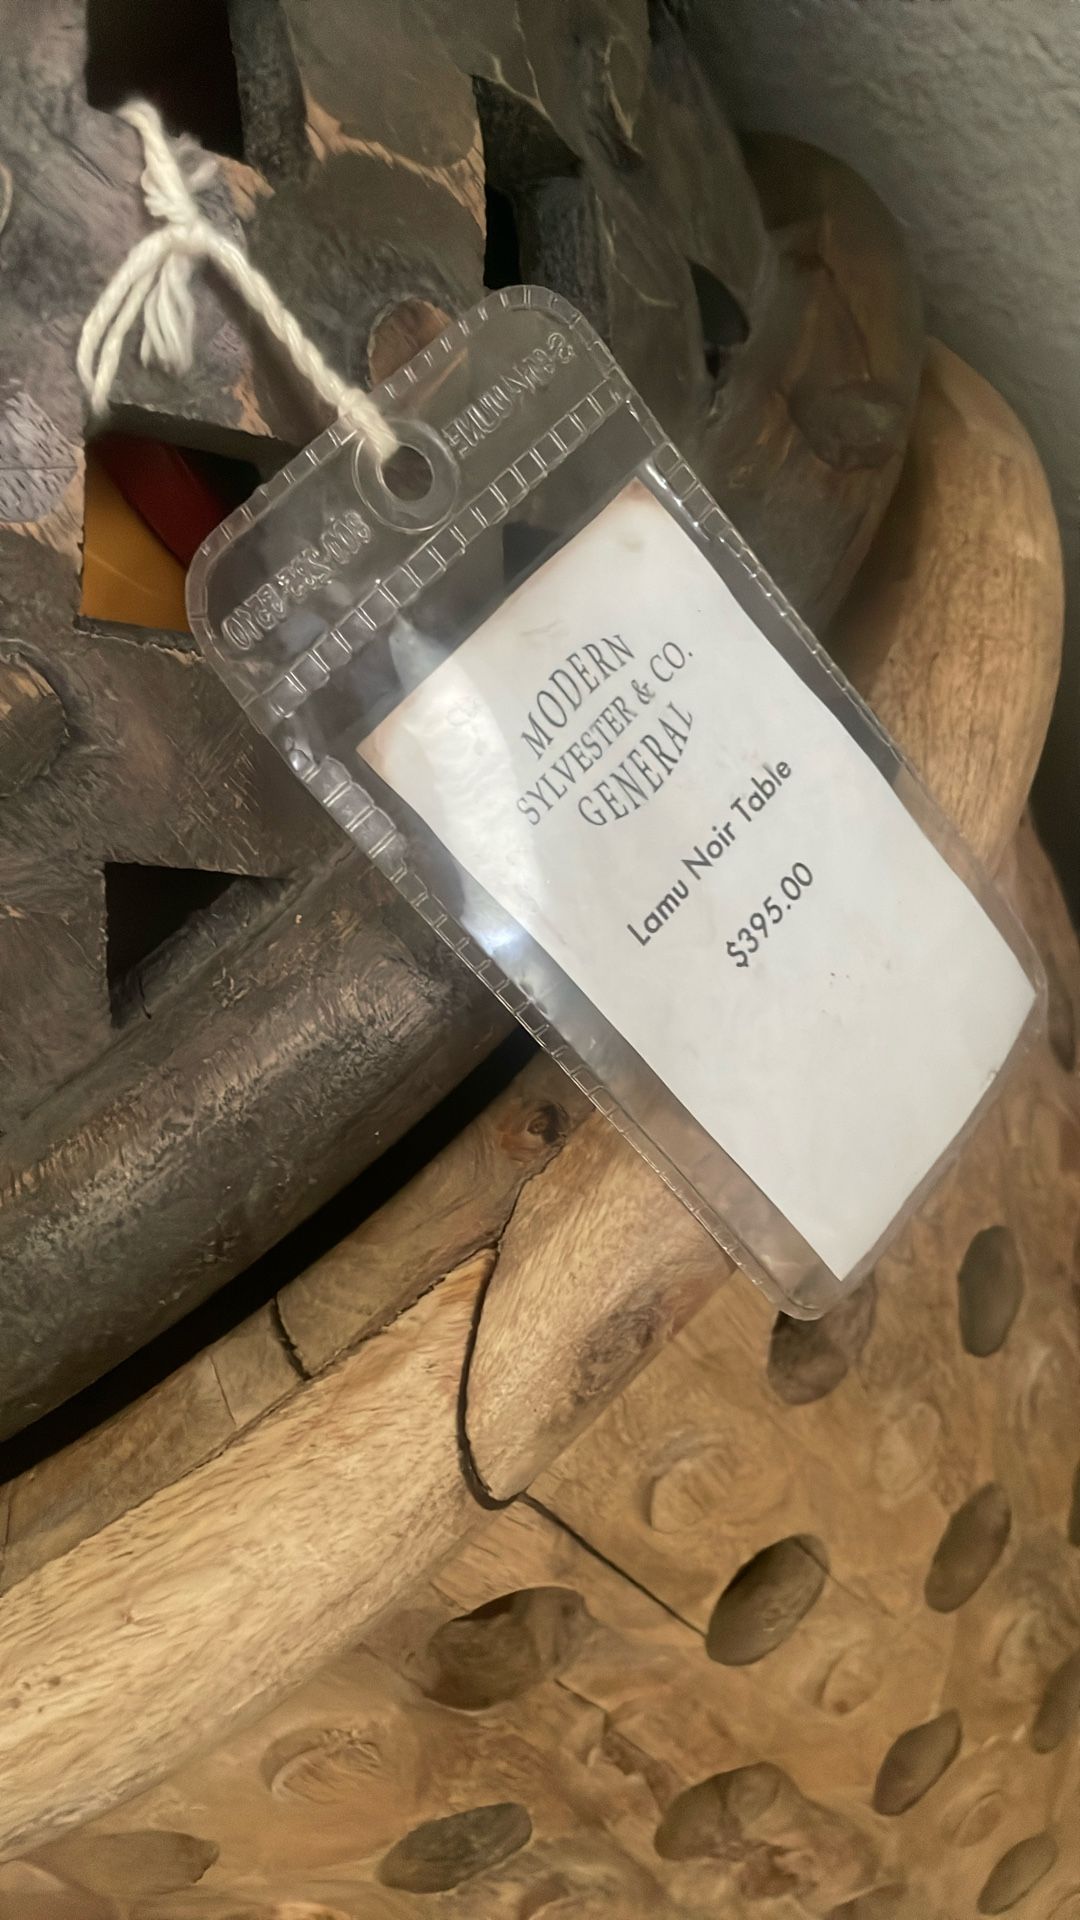 MODERN
SYLVESTER & CO.
GENERAL
Lamu Noir Table
$395.00